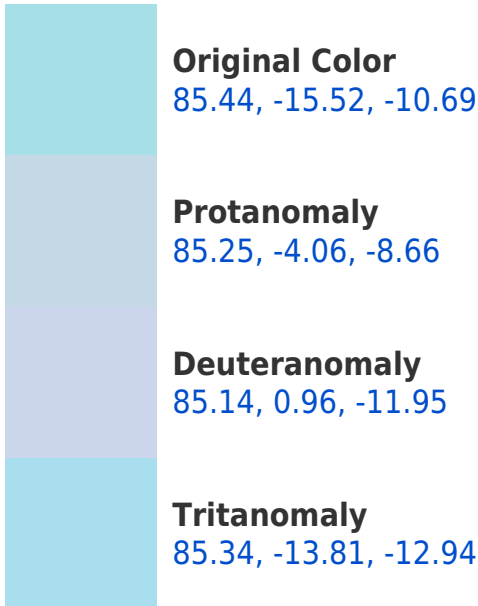 Original Color
85.44, -15.52, -10.69
Protanomaly
85.25, -4.06, -8.66
Deuteranomaly
85.14, 0.96, -11.95
Tritanomaly
85.34, -13.81, -12.94